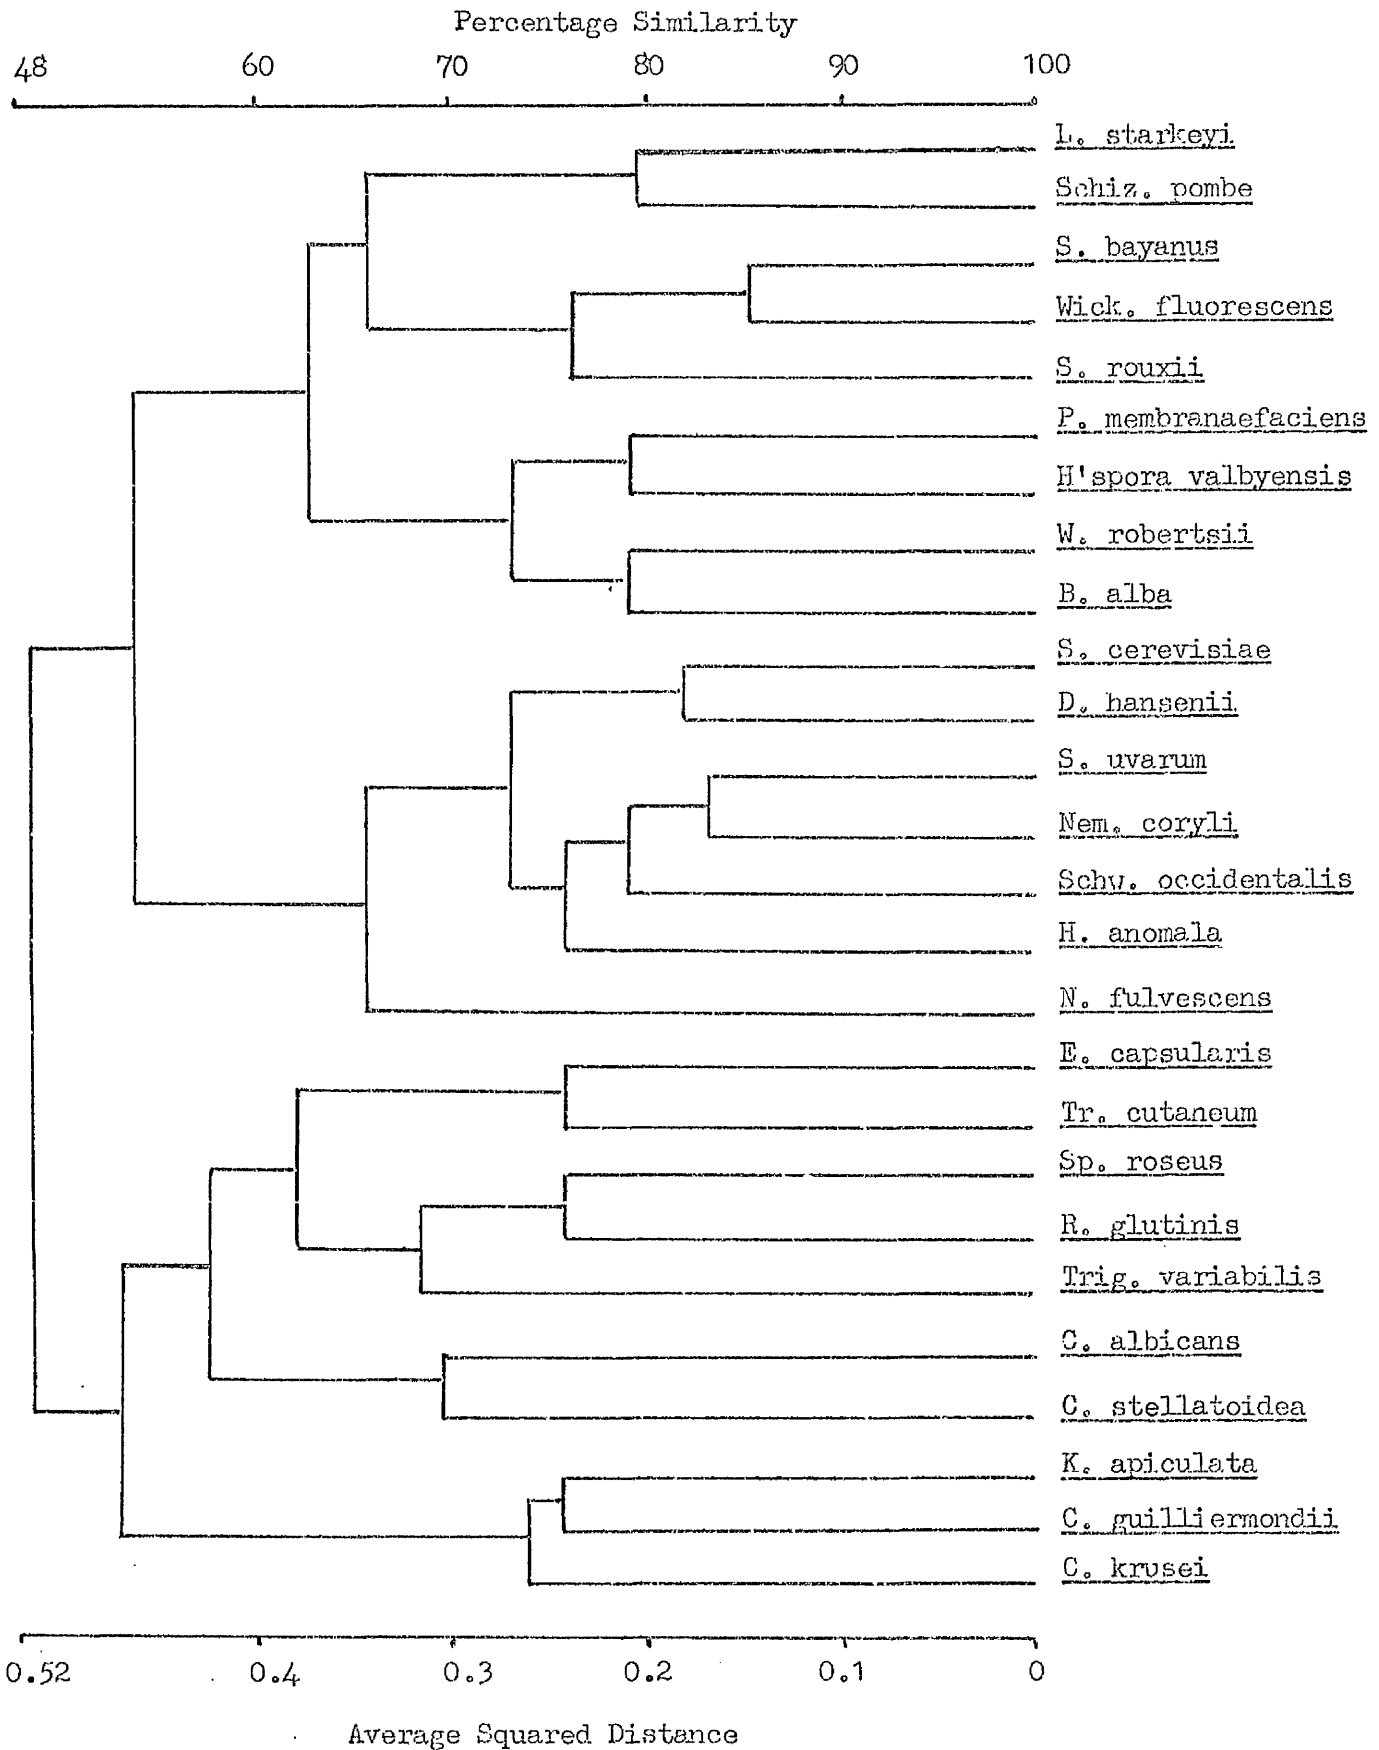 Percentage Similarity
48 60 70 80 90 100
L. starkeyi
Schiz. pombe
S. bayanus
Wick. fluorescens
S. rouxii
P. membranaefaciens
H'spora valbyensis
W. robertsii
B. alba
S. cerevisiae
D. hansenii
S. uvarum
Nem. coryli
Schw. occidentalis
H. anomala
N. fulvescens
E. capsularis
Tr. cutaneum
Sp. roseus
R. glutinis
Trig. variabilis
C. albicans
C. stellatoidea
K. apiculata
C. guilliermondii
C. krusei
0.52 0.4 0.3 0.2 0.1 0
Average Squared Distance